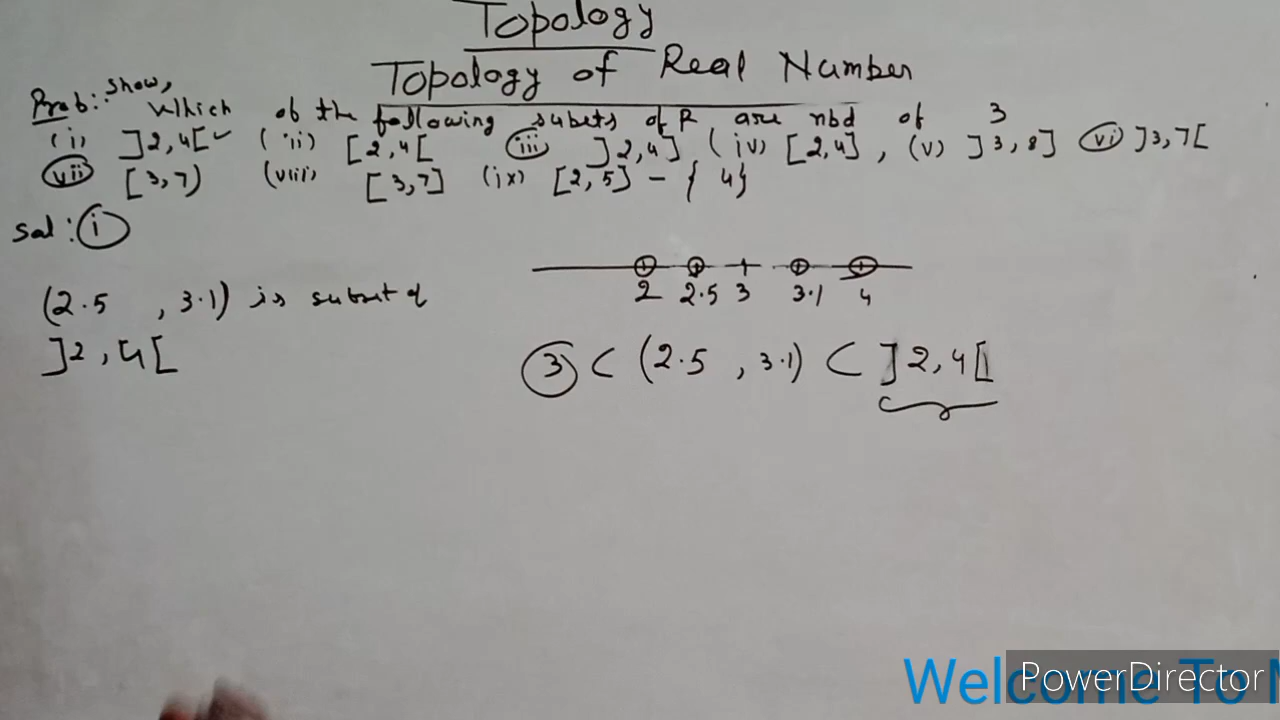 Topology
Topology of Real Number
Prob:- Show, Which of the following subets of R are nbd of 3
(i) ]2,4[ ✓ (ii) [2,4[ (iii) ]2,4] (iv) [2,4] , (v) ]3,8] (vi) ]3,7[
(vii) [3,7) (viii) [3,7] (ix) [2,5] - { 4}
Sol: (i)
2 2.5 3 3.1 4
(2.5 , 3.1) is subset of
]2,4[
3 ⊂ (2.5 , 3.1) ⊂ ]2,4[
Welcome To
PowerDirector